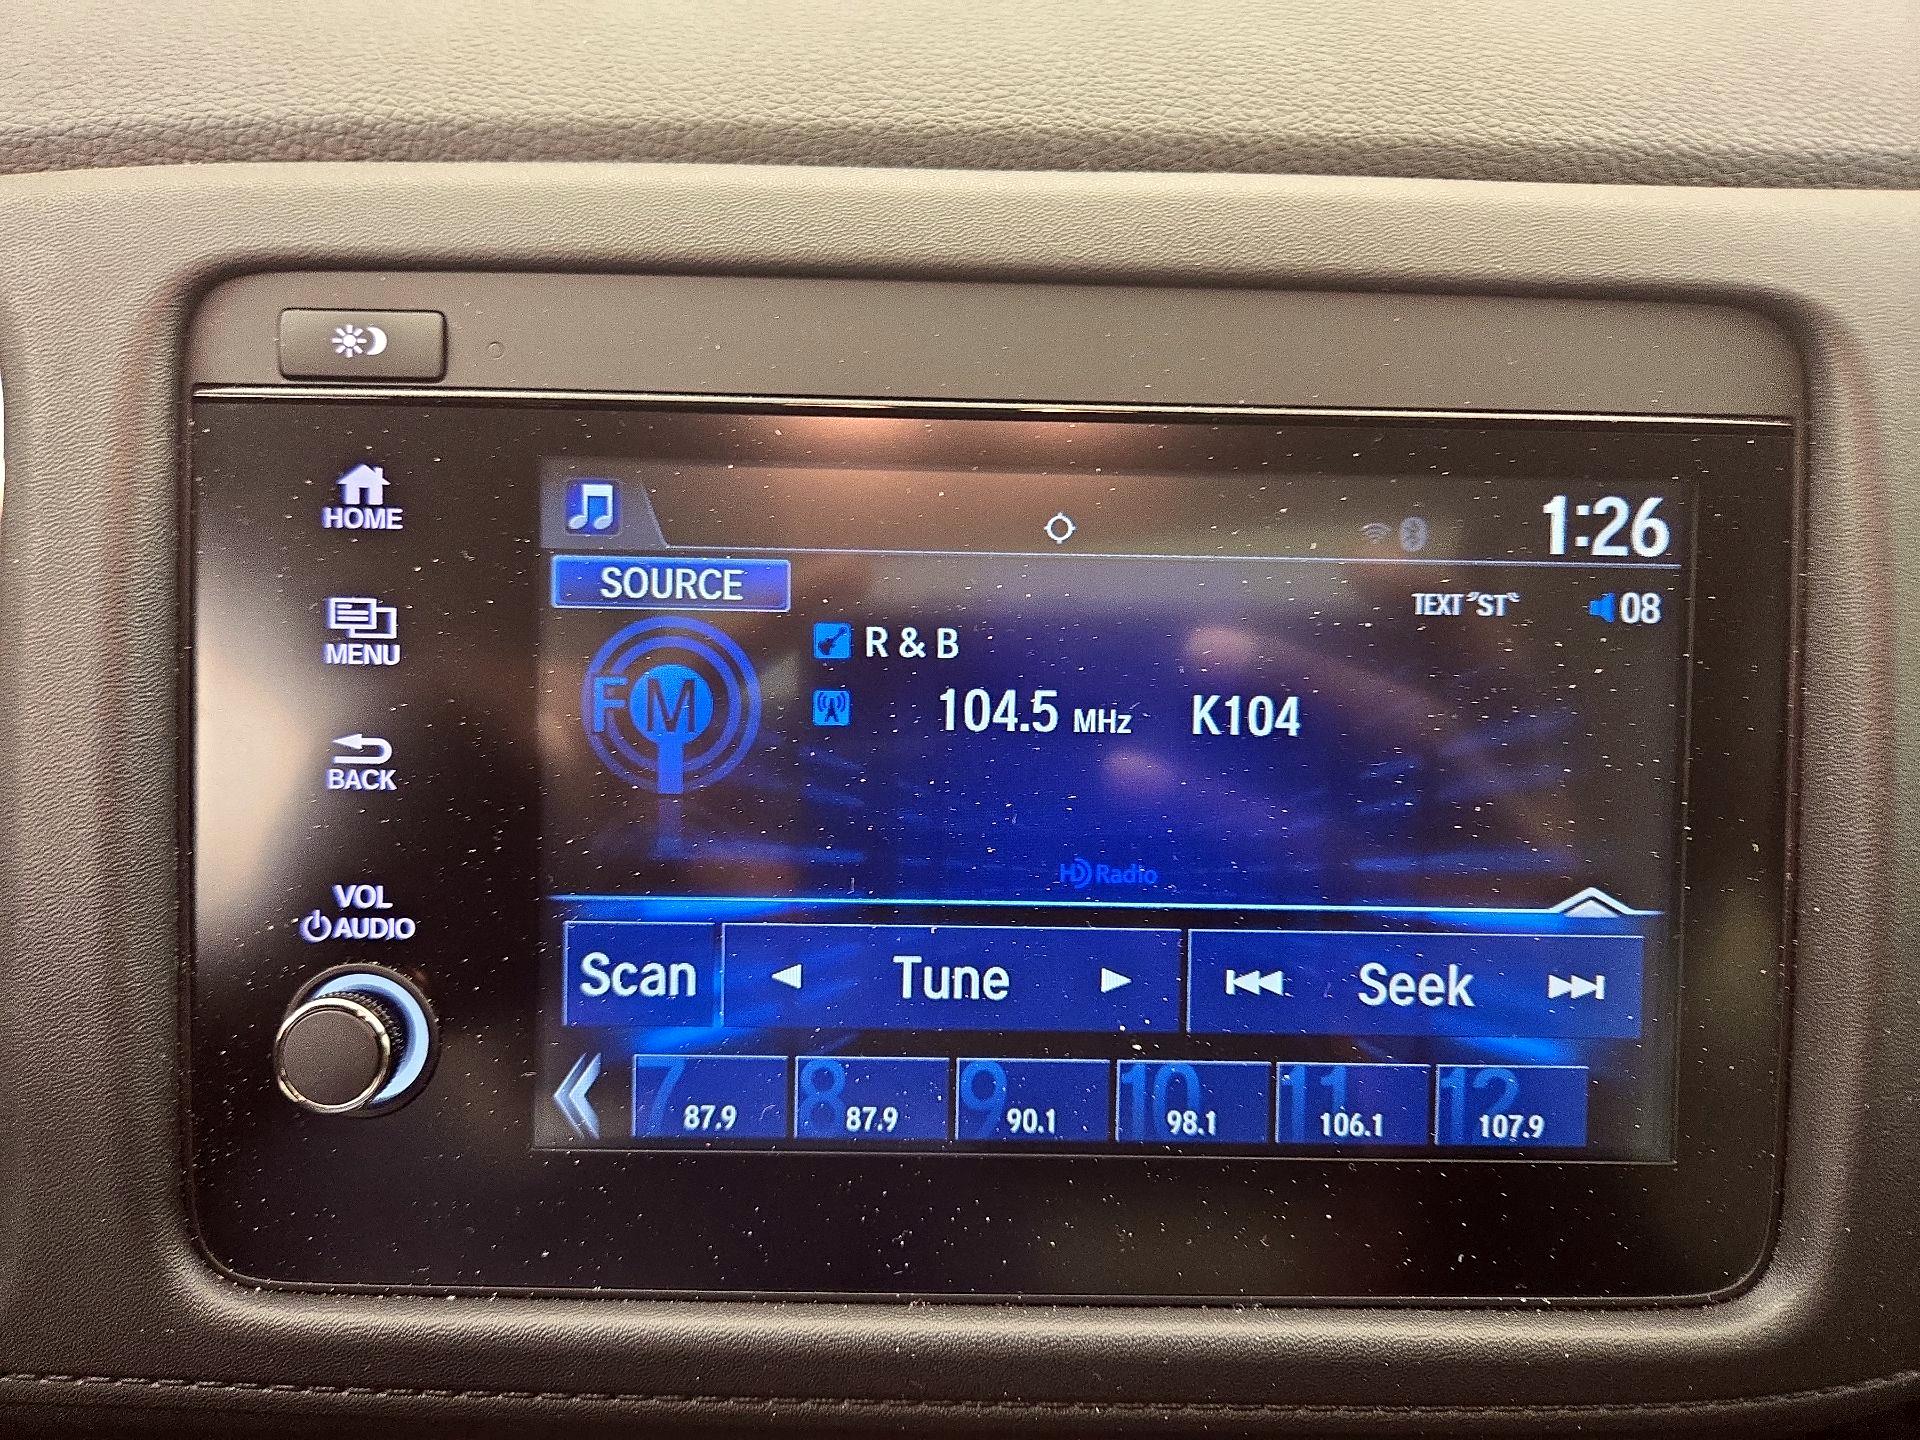 HOME
MENU
BACK
VOL
AUDIO
1:26
SOURCE
TEXT "ST"
08
FM
R & B
104.5 MHz K104
HD Radio
Scan Tune Seek
7 8 9 10 11 12
87.9 87.9 90.1 98.1 106.1 107.9